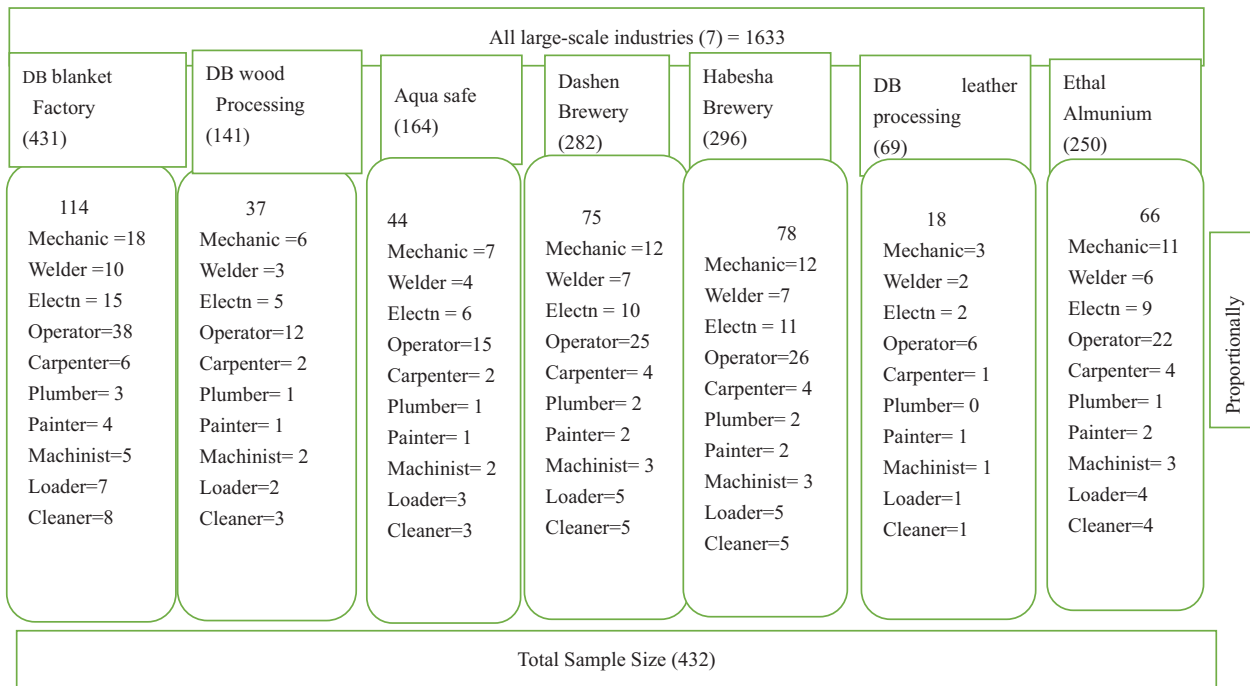 All large-scale industries (7) = 1633
DB blanket
Factory
(431)
DB wood
Processing
(141)
Aqua safe
(164)
Dashen
Brewery
(282)
Habesha
Brewery
(296)
DB leather
processing
(69)
Ethal
Almunium
(250)
114
Mechanic =18
Welder =10
Electn = 15
Operator=38
Carpenter=6
Plumber= 3
Painter= 4
Machinist=5
Loader=7
Cleaner=8
37
Mechanic =6
Welder =3
Electn = 5
Operator=12
Carpenter= 2
Plumber= 1
Painter= 1
Machinist= 2
Loader=2
Cleaner=3
44
Mechanic =7
Welder =4
Electn = 6
Operator=15
Carpenter= 2
Plumber= 1
Painter= 1
Machinist= 2
Loader=3
Cleaner=3
75
Mechanic =12
Welder =7
Electn = 10
Operator=25
Carpenter= 4
Plumber= 2
Painter= 2
Machinist= 3
Loader=5
Cleaner=5
78
Mechanic=12
Welder =7
Electn = 11
Operator=26
Carpenter= 4
Plumber= 2
Painter= 2
Machinist= 3
Loader=5
Cleaner=5
18
Mechanic=3
Welder =2
Electn = 2
Operator=6
Carpenter= 1
Plumber= 0
Painter= 1
Machinist= 1
Loader=1
Cleaner=1
66
Mechanic=11
Welder =6
Electn = 9
Operator=22
Carpenter= 4
Plumber= 1
Painter= 2
Machinist= 3
Loader=4
Cleaner=4
Proportionally
Total Sample Size (432)